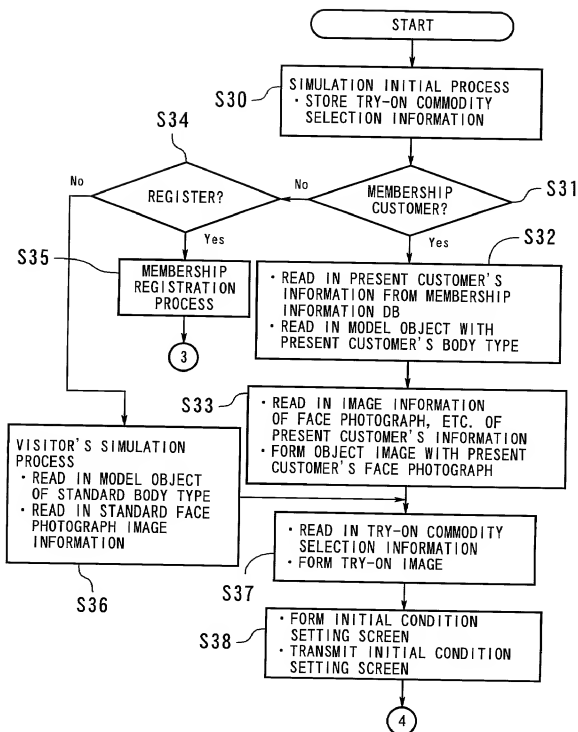 START
SIMULATION INITIAL PROCESS
・STORE TRY-ON COMMODITY
SELECTION INFORMATION
S30
S34
No
REGISTER?
No
MEMBERSHIP
CUSTOMER?
S31
Yes
Yes
S35
MEMBERSHIP
REGISTRATION
PROCESS
3
S32
・READ IN PRESENT CUSTOMER'S
INFORMATION FROM MEMBERSHIP
INFORMATION DB
・READ IN MODEL OBJECT WITH
PRESENT CUSTOMER'S BODY TYPE
S33
・READ IN IMAGE INFORMATION
OF FACE PHOTOGRAPH, ETC. OF
PRESENT CUSTOMER'S INFORMATION
・FORM OBJECT IMAGE WITH PRESENT
CUSTOMER'S FACE PHOTOGRAPH
VISITOR'S SIMULATION
PROCESS
・READ IN MODEL OBJECT
OF STANDARD BODY TYPE
・READ IN STANDARD FACE
PHOTOGRAPH IMAGE
INFORMATION
S36
・READ IN TRY-ON COMMODITY
SELECTION INFORMATION
・FORM TRY-ON IMAGE
S37
S38
・FORM INITIAL CONDITION
SETTING SCREEN
・TRANSMIT INITIAL CONDITION
SETTING SCREEN
4